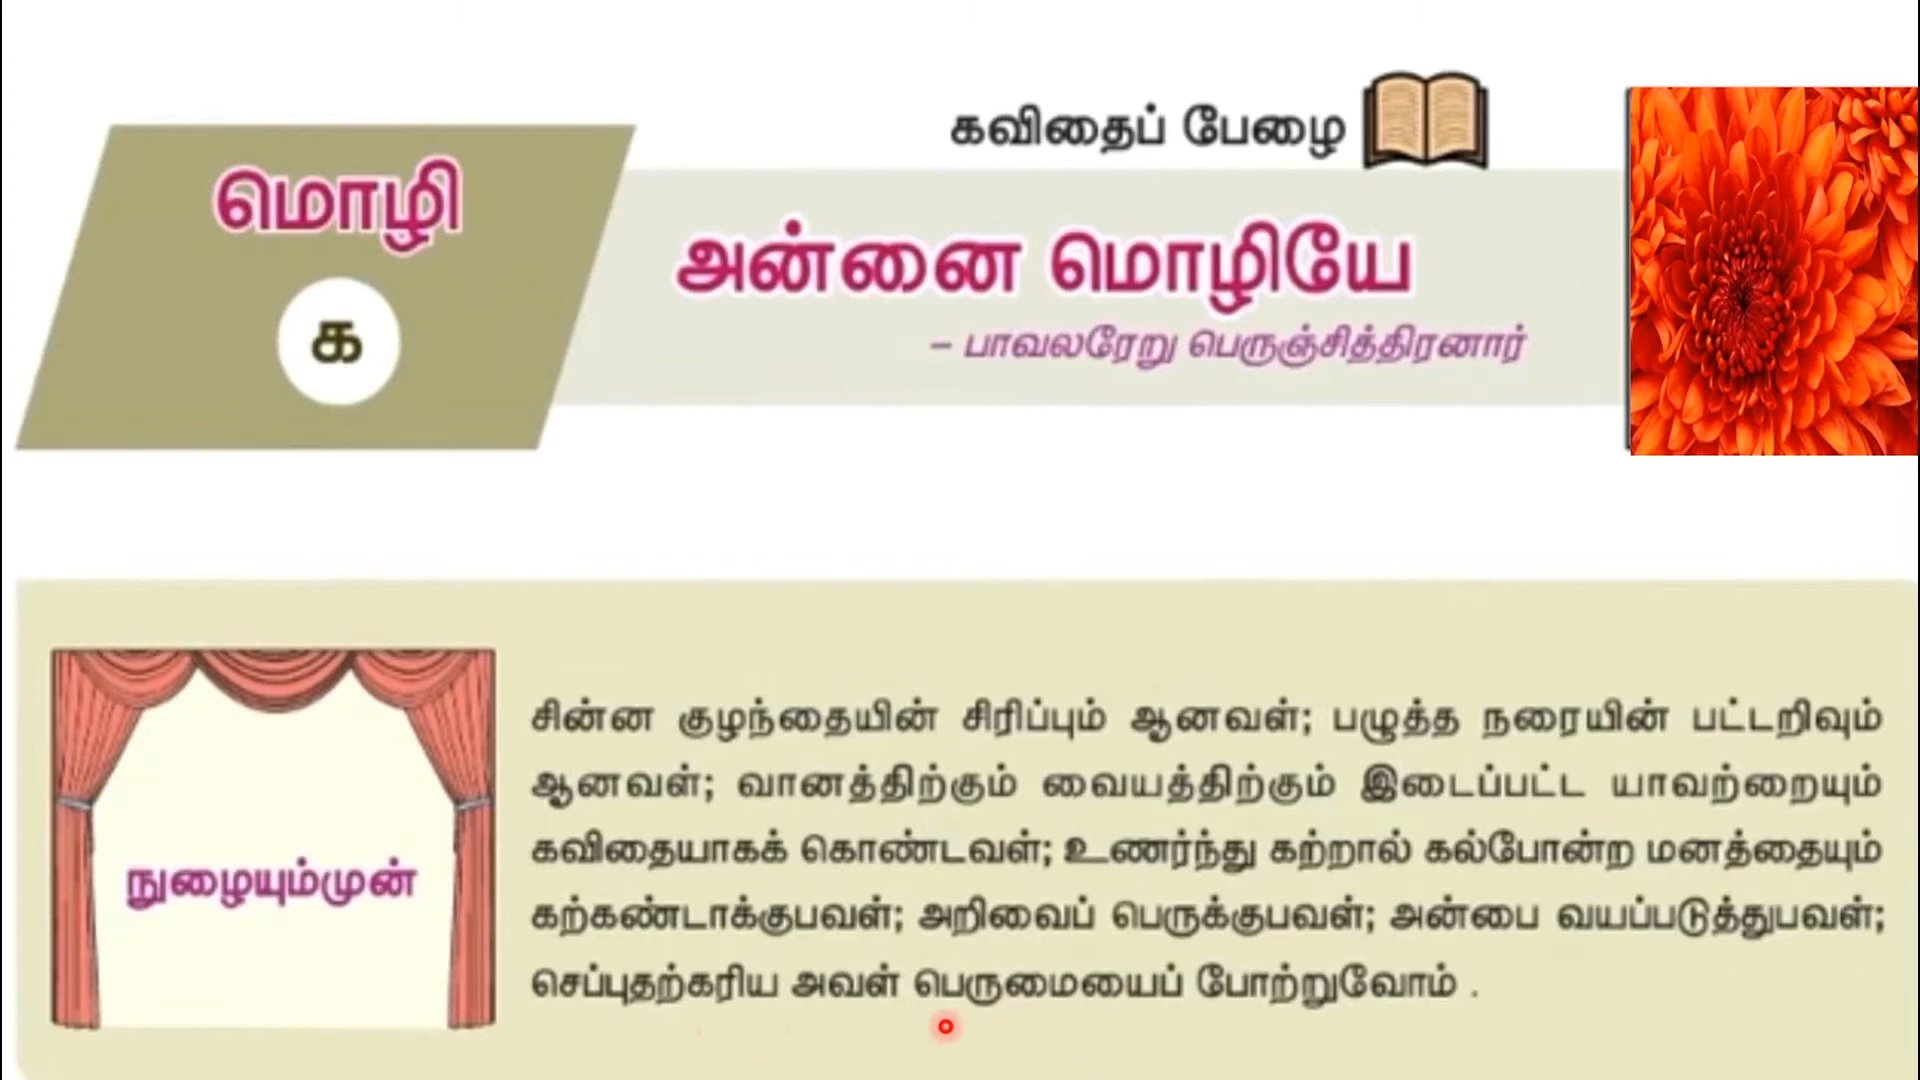 கவிதைப் பேழை
மொழி
க
அன்னை மொழியே
– பாவலரேறு பெருஞ்சித்திரனார்
நுழையும்முன்
சின்ன குழந்தையின் சிரிப்பும் ஆனவள்; பழுத்த நரையின் பட்டறிவும்
ஆனவள்; வானத்திற்கும் வையத்திற்கும் இடைப்பட்ட யாவற்றையும்
கவிதையாகக் கொண்டவள்; உணர்ந்து கற்றால் கல்போன்ற மனத்தையும்
கற்கண்டாக்குபவள்; அறிவைப் பெருக்குபவள்; அன்பை வயப்படுத்துபவள்;
செப்புதற்கரிய அவள் பெருமையைப் போற்றுவோம் .